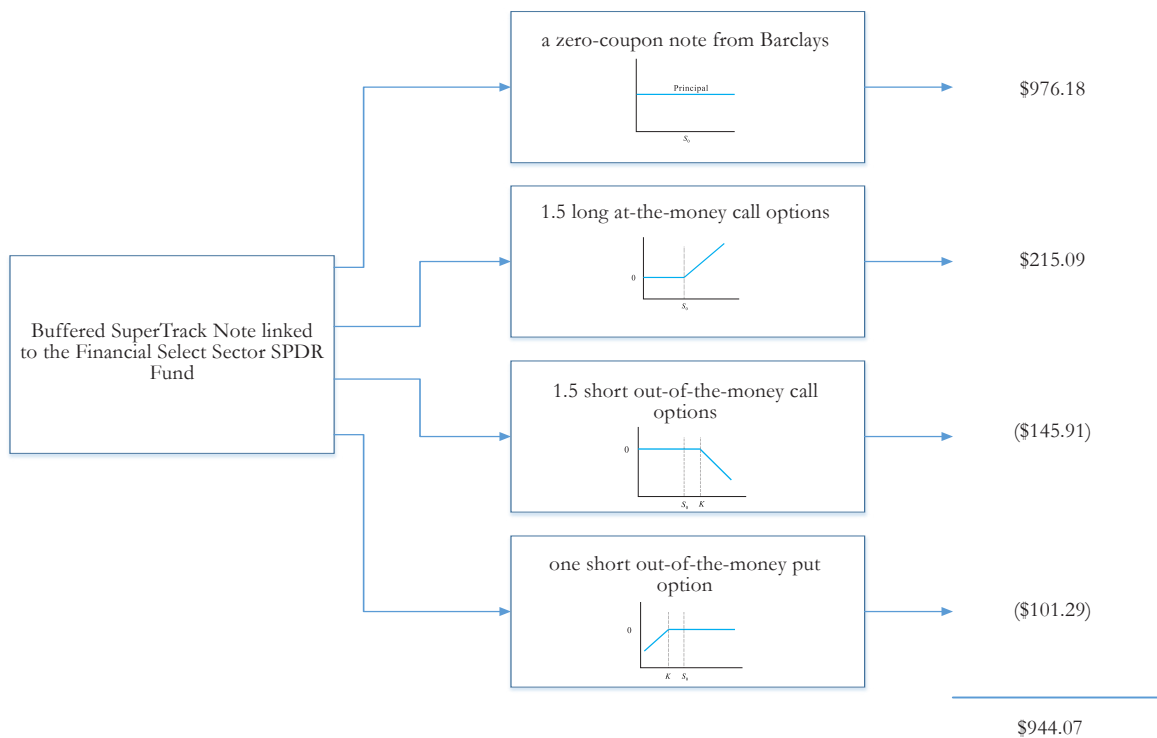 a zero-coupon note from Barclays
Principal
S₀
$976.18
1.5 long at-the-money call options
0
S₀
$215.09
Buffered SuperTrack Note linked
to the Financial Select Sector SPDR
Fund
1.5 short out-of-the-money call
options
0
S₀ K
($145.91)
one short out-of-the-money put
option
0
K S₀
($101.29)
$944.07